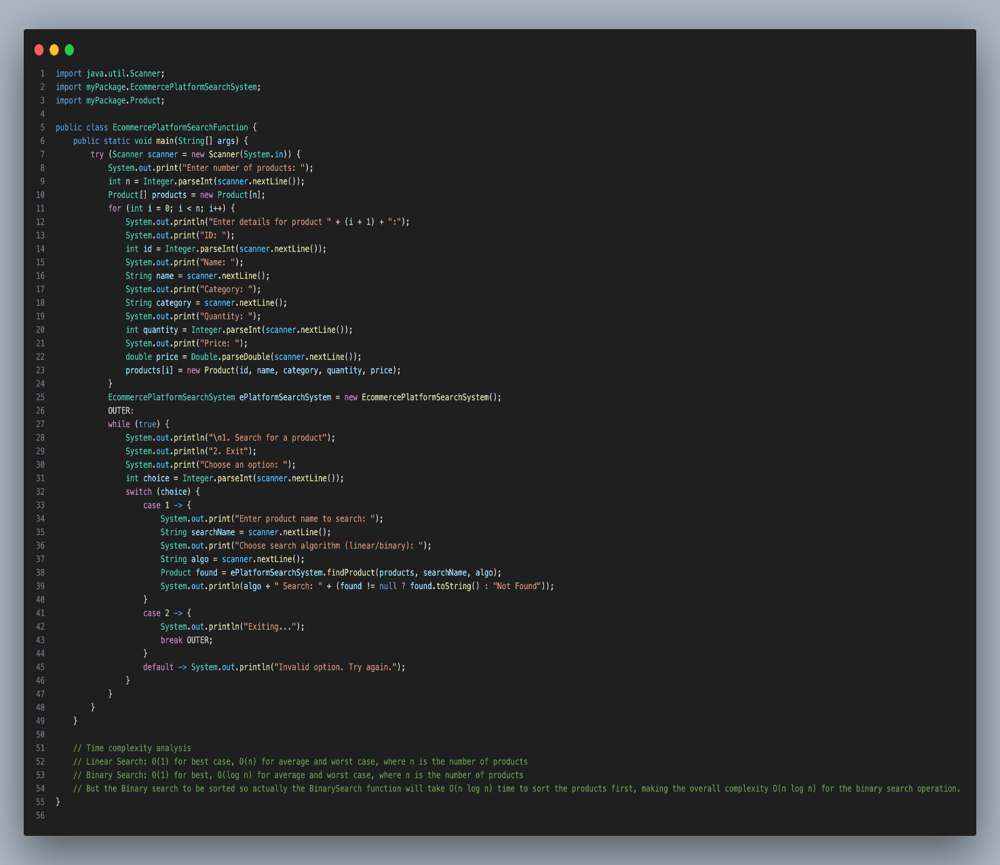 1 import java.util.Scanner;
2 import myPackage.EcommercePlatformSearchSystem;
3 import myPackage.Product;
4
5 public class EcommercePlatformSearchFunction {
6     public static void main(String[] args) {
7         try (Scanner scanner = new Scanner(System.in)) {
8             System.out.print("Enter number of products: ");
9             int n = Integer.parseInt(scanner.nextLine());
10             Product[] products = new Product[n];
11             for (int i = 0; i < n; i++) {
12                 System.out.println("Enter details for product " + (i + 1) + ":");
13                 System.out.print("ID: ");
14                 int id = Integer.parseInt(scanner.nextLine());
15                 System.out.print("Name: ");
16                 String name = scanner.nextLine();
17                 System.out.print("Category: ");
18                 String category = scanner.nextLine();
19                 System.out.print("Quantity: ");
20                 int quantity = Integer.parseInt(scanner.nextLine());
21                 System.out.print("Price: ");
22                 double price = Double.parseDouble(scanner.nextLine());
23                 products[i] = new Product(id, name, category, quantity, price);
24             }
25             EcommercePlatformSearchSystem ePlatformSearchSystem = new EcommercePlatformSearchSystem();
26             OUTER:
27             while (true) {
28                 System.out.println("\n1. Search for a product");
29                 System.out.println("2. Exit");
30                 System.out.print("Choose an option: ");
31                 int choice = Integer.parseInt(scanner.nextLine());
32                 switch (choice) {
33                     case 1 -> {
34                         System.out.print("Enter product name to search: ");
35                         String searchName = scanner.nextLine();
36                         System.out.print("Choose search algorithm (linear/binary): ");
37                         String algo = scanner.nextLine();
38                         Product found = ePlatformSearchSystem.findProduct(products, searchName, algo);
39                         System.out.println(algo + " Search: " + (found != null ? found.toString() : "Not Found"));
40                     }
41                     case 2 -> {
42                         System.out.println("Exiting...");
43                         break OUTER;
44                     }
45                     default -> System.out.println("Invalid option. Try again.");
46                 }
47             }
48         }
49     }
50
51     // Time complexity analysis
52     // Linear Search: O(1) for best case, O(n) for average and worst case, where n is the number of products
53     // Binary Search: O(1) for best, O(log n) for average and worst case, where n is the number of products
54     // But the Binary search to be sorted so actually the BinarySearch function will take O(n log n) time to sort the products first, making the overall complexity O(n log n) for the binary search operation.
55 }
56